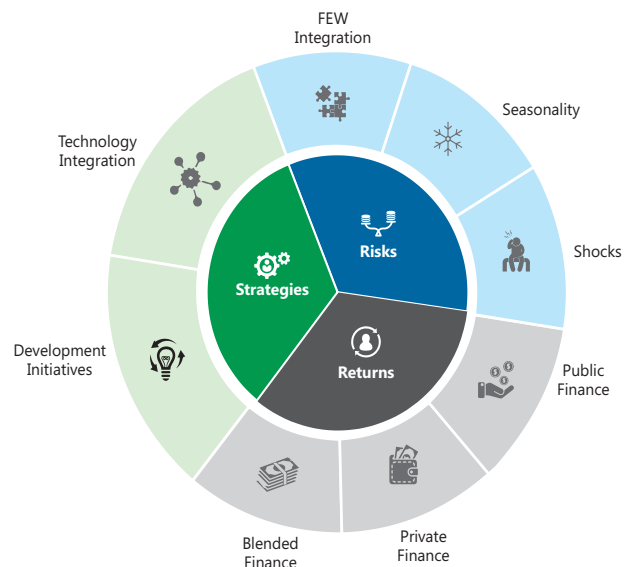 FEW
Integration
Seasonality
Technology
Integration
Risks
Shocks
Strategies
Development
Initiatives
Returns
Public
Finance
Blended
Finance
Private
Finance